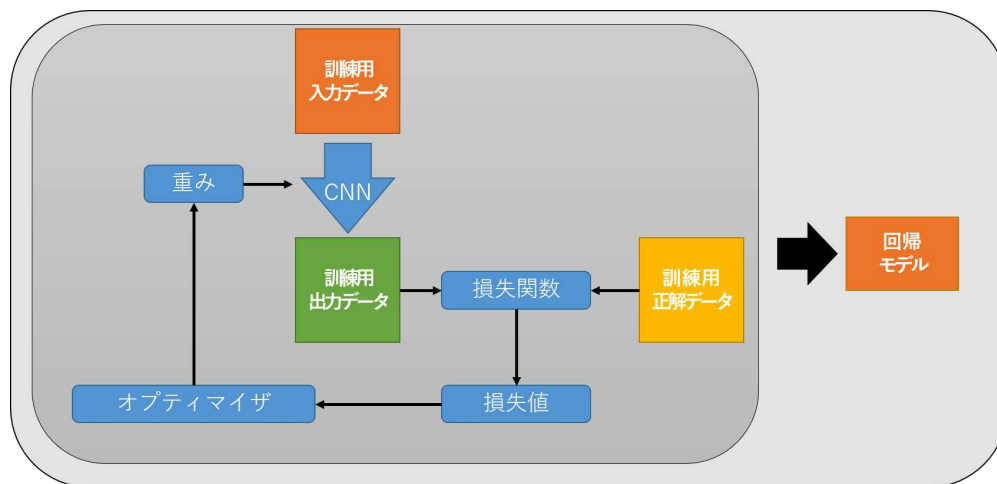 訓練用
入力データ
重み
CNN
訓練用
出力データ
損失関数
訓練用
正解データ
回帰
モデル
オプティマイザ
損失値